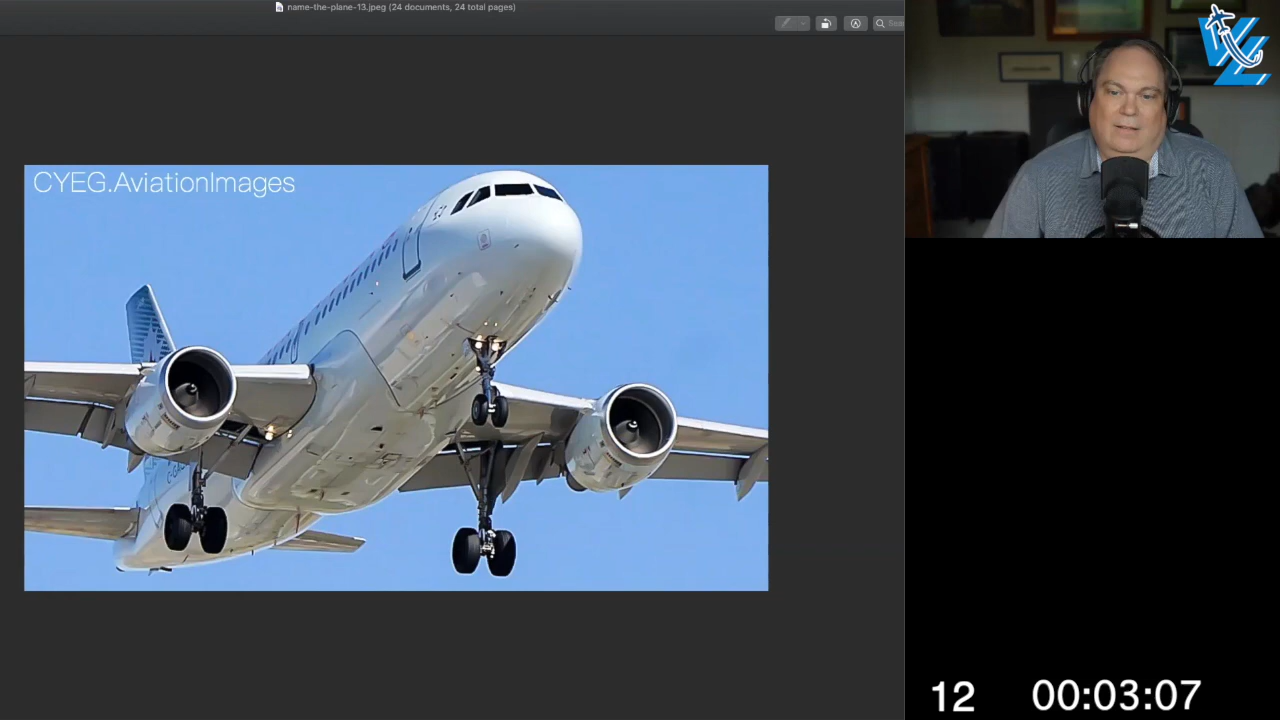 name-the-plane-13.jpeg (24 documents, 24 total pages)
CYEG.AviationImages
12
00:03:07